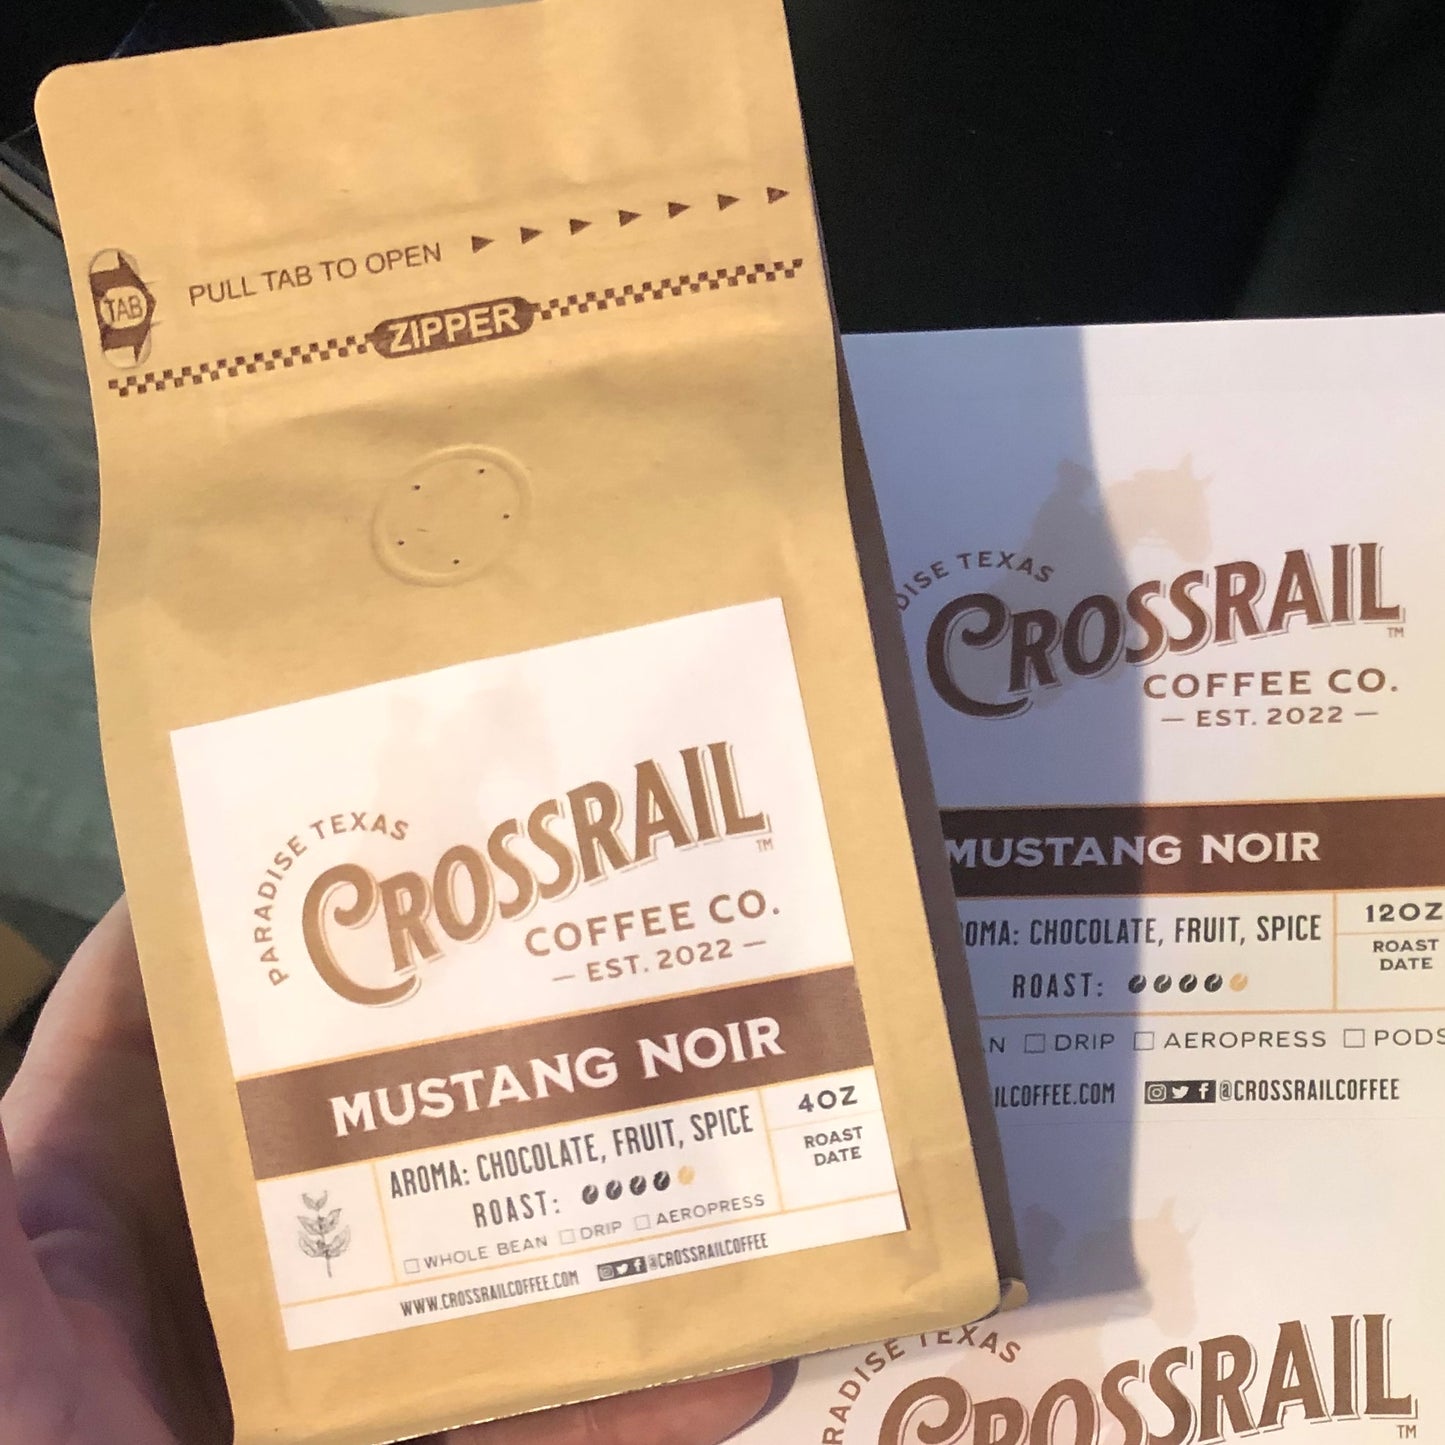 TAB
PULL TAB TO OPEN
ZIPPER
PARADISE TEXAS
CROSSRAIL
TM
COFFEE CO.
— EST. 2022 —
MUSTANG NOIR
AROMA: CHOCOLATE, FRUIT, SPICE
ROAST:
4OZ
ROAST
DATE
WHOLE BEAN DRIP AEROPRESS
WWW.CROSSRAILCOFFEE.COM @CROSSRAILCOFFEE
TEXAS
CROSSRAIL
TM
COFFEE CO.
— EST. 2022 —
MUSTANG NOIR
CHOCOLATE, FRUIT, SPICE
ROAST:
12OZ
ROAST
DATE
DRIP AEROPRESS PODS
@CROSSRAILCOFFEE
TEXAS
CROSSRAIL
TM